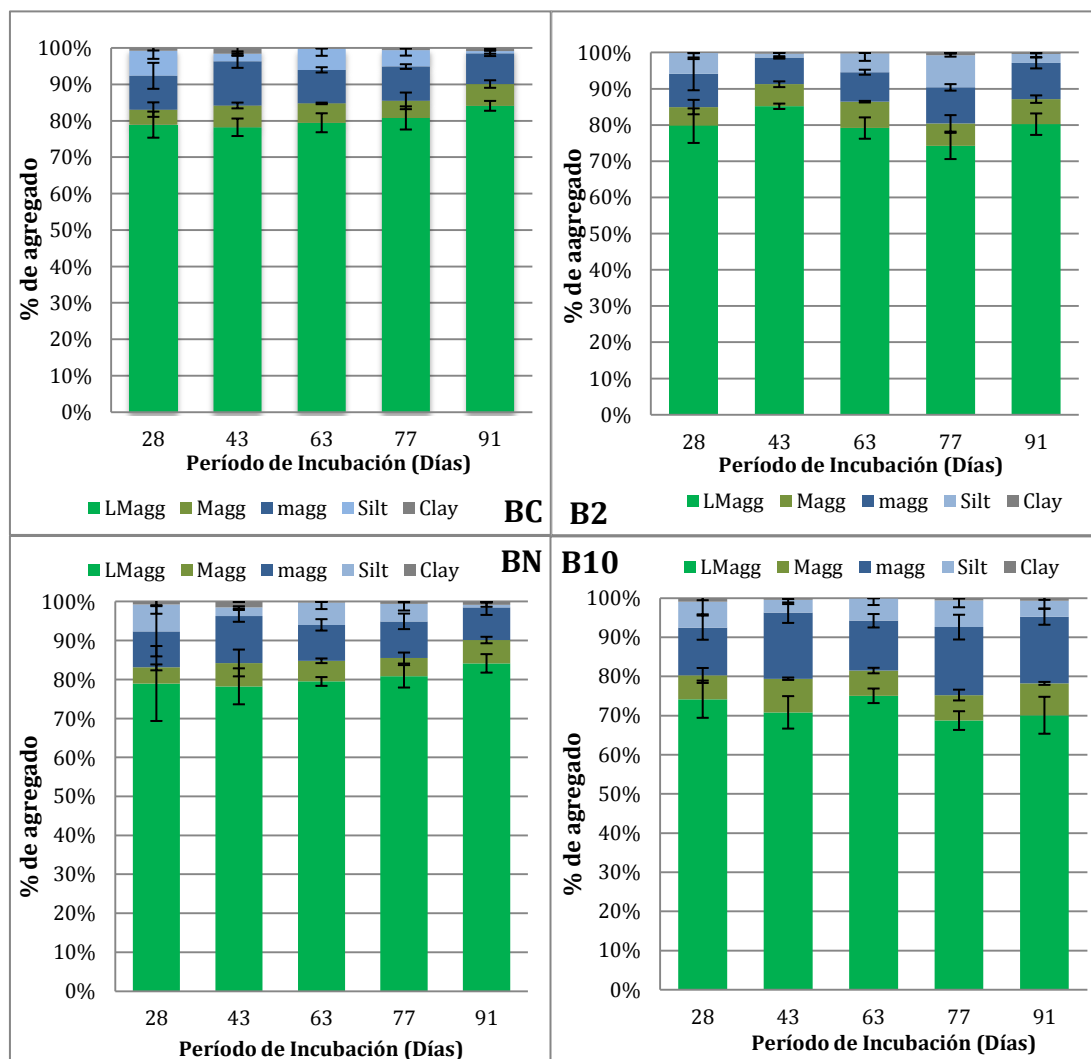 100%
90%
80%
70%
60%
50%
40%
30%
20%
10%
0%
% de agregado
28 43 63 77 91
Período de Incubación (Días)
LMagg Magg magg Silt Clay
BC
100%
90%
80%
70%
60%
50%
40%
30%
20%
10%
0%
% de aagregado
28 43 63 77 91
Período de Incubación (Días)
LMagg Magg magg Silt Clay
B2
BN
LMagg Magg magg Silt Clay
100%
90%
80%
70%
60%
50%
40%
30%
20%
10%
0%
% de agregado
28 43 63 77 91
Período de Incubación (Días)
B10
LMagg Magg magg Silt Clay
100%
90%
80%
70%
60%
50%
40%
30%
20%
10%
0%
% de agregado
28 43 63 77 91
Período de Incubación (Días)